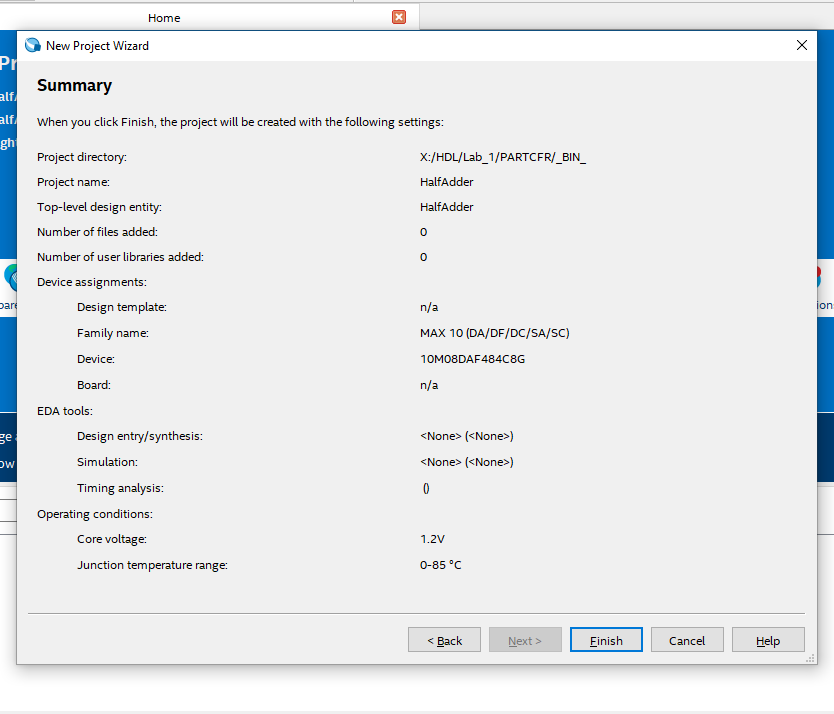 Home
New Project Wizard
Summary
When you click Finish, the project will be created with the following settings:
Project directory: X:/HDL/Lab_1/PARTCFR/_BIN_
Project name: HalfAdder
Top-level design entity: HalfAdder
Number of files added: 0
Number of user libraries added: 0
Device assignments:
Design template: n/a
Family name: MAX 10 (DA/DF/DC/SA/SC)
Device: 10M08DAF484C8G
Board: n/a
EDA tools:
Design entry/synthesis: <None> (<None>)
Simulation: <None> (<None>)
Timing analysis: ()
Operating conditions:
Core voltage: 1.2V
Junction temperature range: 0-85 °C
< Back Next > Finish Cancel Help